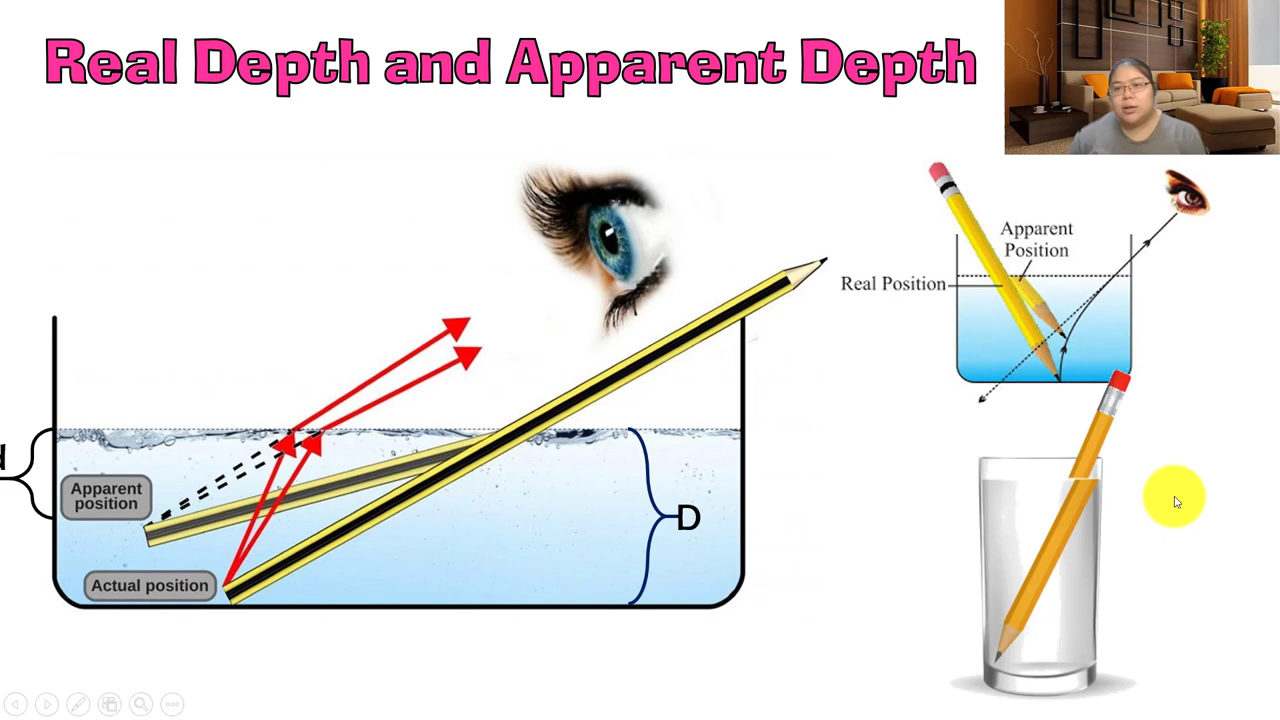 Real Depth and Apparent Depth
Apparent
Position
Real Position
d
Apparent
position
D
Actual position